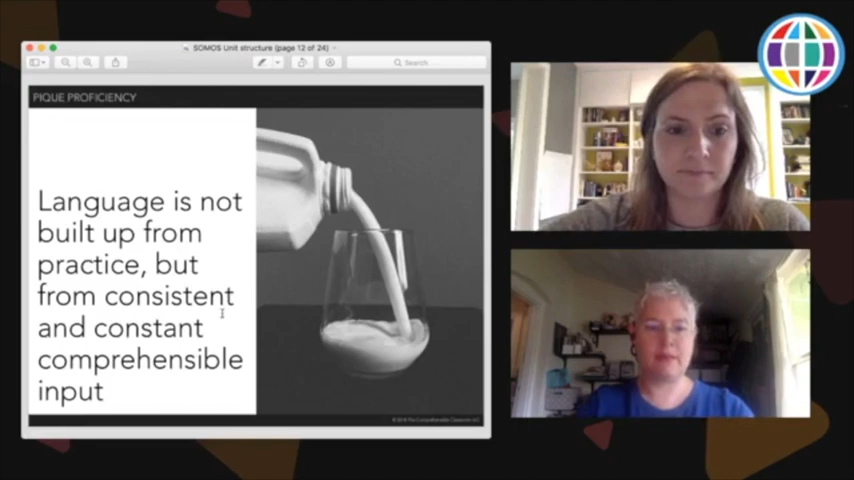 SOMOS Unit structure (page 12 of 24)
Search
PIQUE PROFICIENCY
Language is not
built up from
practice, but
from consistent
and constant
comprehensible
input